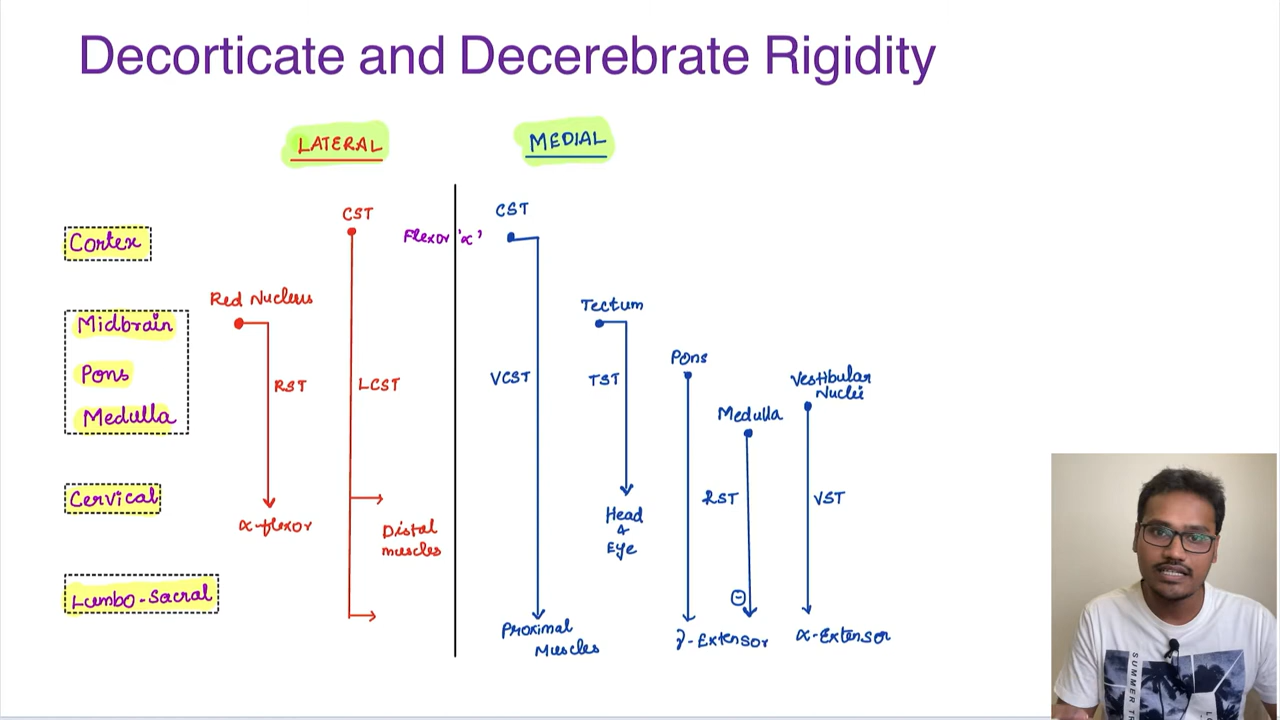 Decorticate and Decerebrate Rigidity
LATERAL
MEDIAL
CST
CST
Cortex
Flexor 'α'
Red Nucleus
Tectum
Midbrain
Pons
Pons
Vestibular
Nuclei
RST
LCST
VCST
TST
Medulla
Medulla
Cervical
RST
VST
α-flexor
Distal
muscles
Head
&
Eye
Lumbo-Sacral
⊖
Proximal
Muscles
γ-Extensor
α-Extensor
SUMMER T